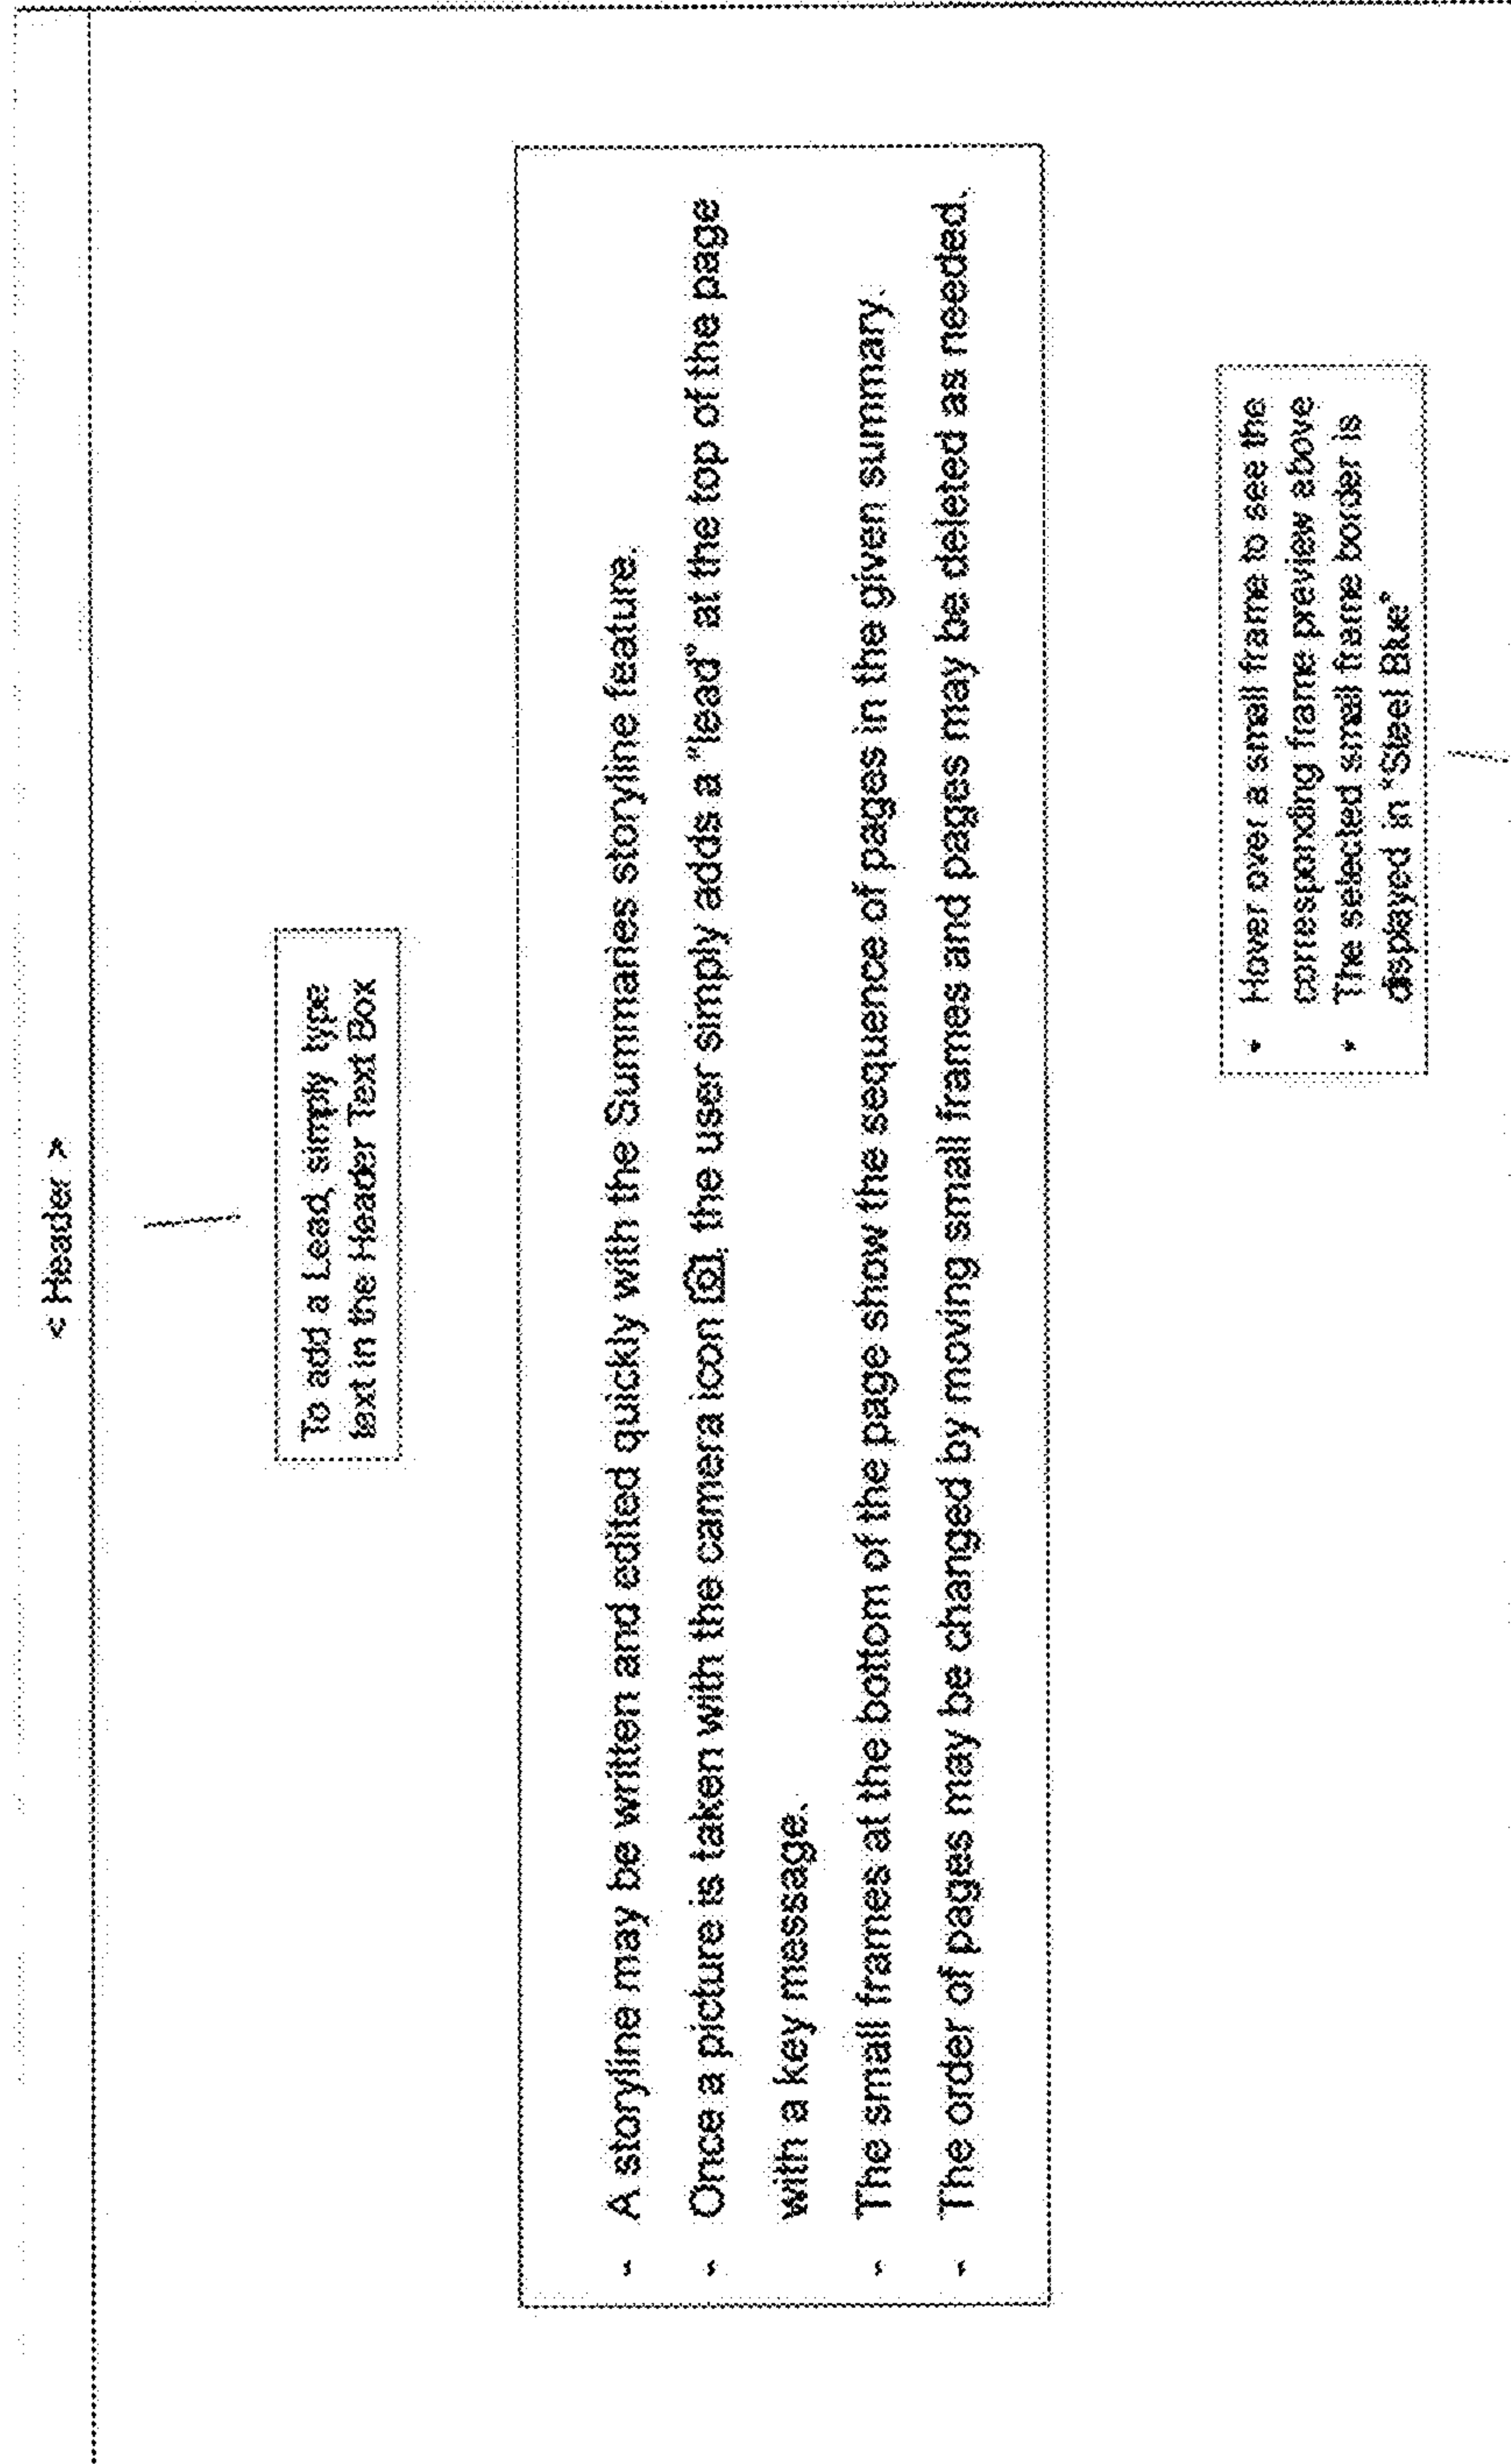 < Header >
To add a Lead, simply type
text in the Header Text Box
- A storyline may be written and edited quickly with the Summaries storyline feature.
- Once a picture is taken with the camera icon, the user simply adds a "lead" at the top of the page
with a key message.
- The small frames at the bottom of the page show the sequence of pages in the given summary.
- The order of pages may be changed by moving small frames and pages may be deleted as needed.
• Hover over a small frame to see the
corresponding frame preview above
• The selected small frame border is
displayed in "Steel Blue"